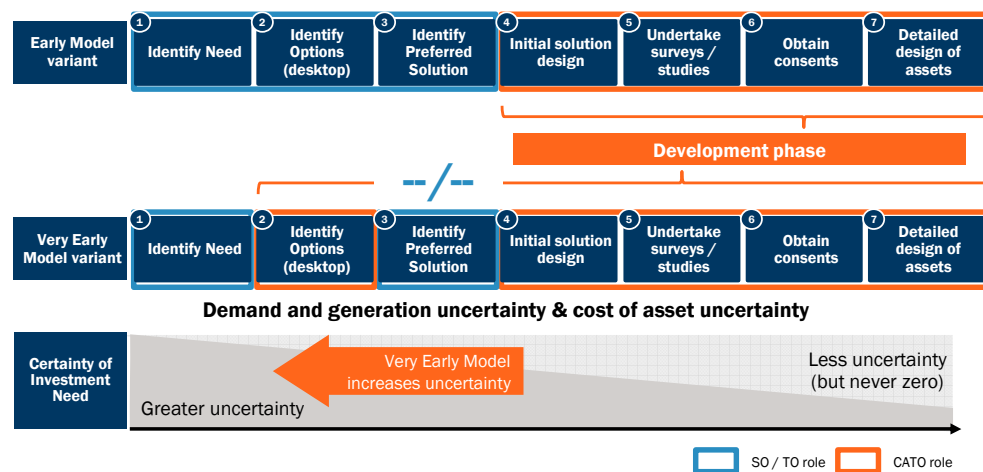 1
2
3
4
5
6
7
Early Model
variant
Identify Need
Identify
Options
(desktop)
Identify
Preferred
Solution
Initial solution
design
Undertake
surveys /
studies
Obtain
consents
Detailed
design of
assets
Development phase
--/--
1
2
3
4
5
6
7
Very Early
Model variant
Identify Need
Identify
Options
(desktop)
Identify
Preferred
Solution
Initial solution
design
Undertake
surveys /
studies
Obtain
consents
Detailed
design of
assets
Demand and generation uncertainty & cost of asset uncertainty
Certainty of
Investment
Need
Very Early Model
increases uncertainty
Less uncertainty
(but never zero)
Greater uncertainty
SO / TO role
CATO role